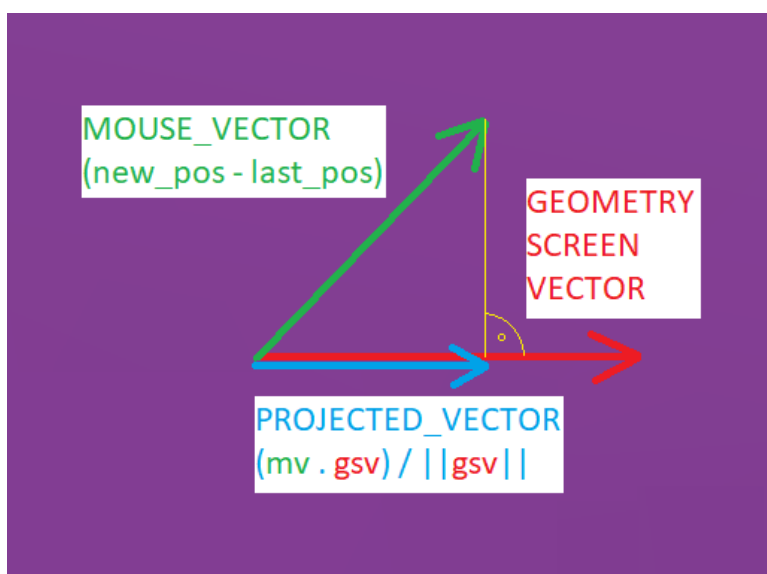 MOUSE_VECTOR
(new_pos - last_pos)
GEOMETRY
SCREEN
VECTOR
PROJECTED_VECTOR
(mv . gsv) / ||gsv||